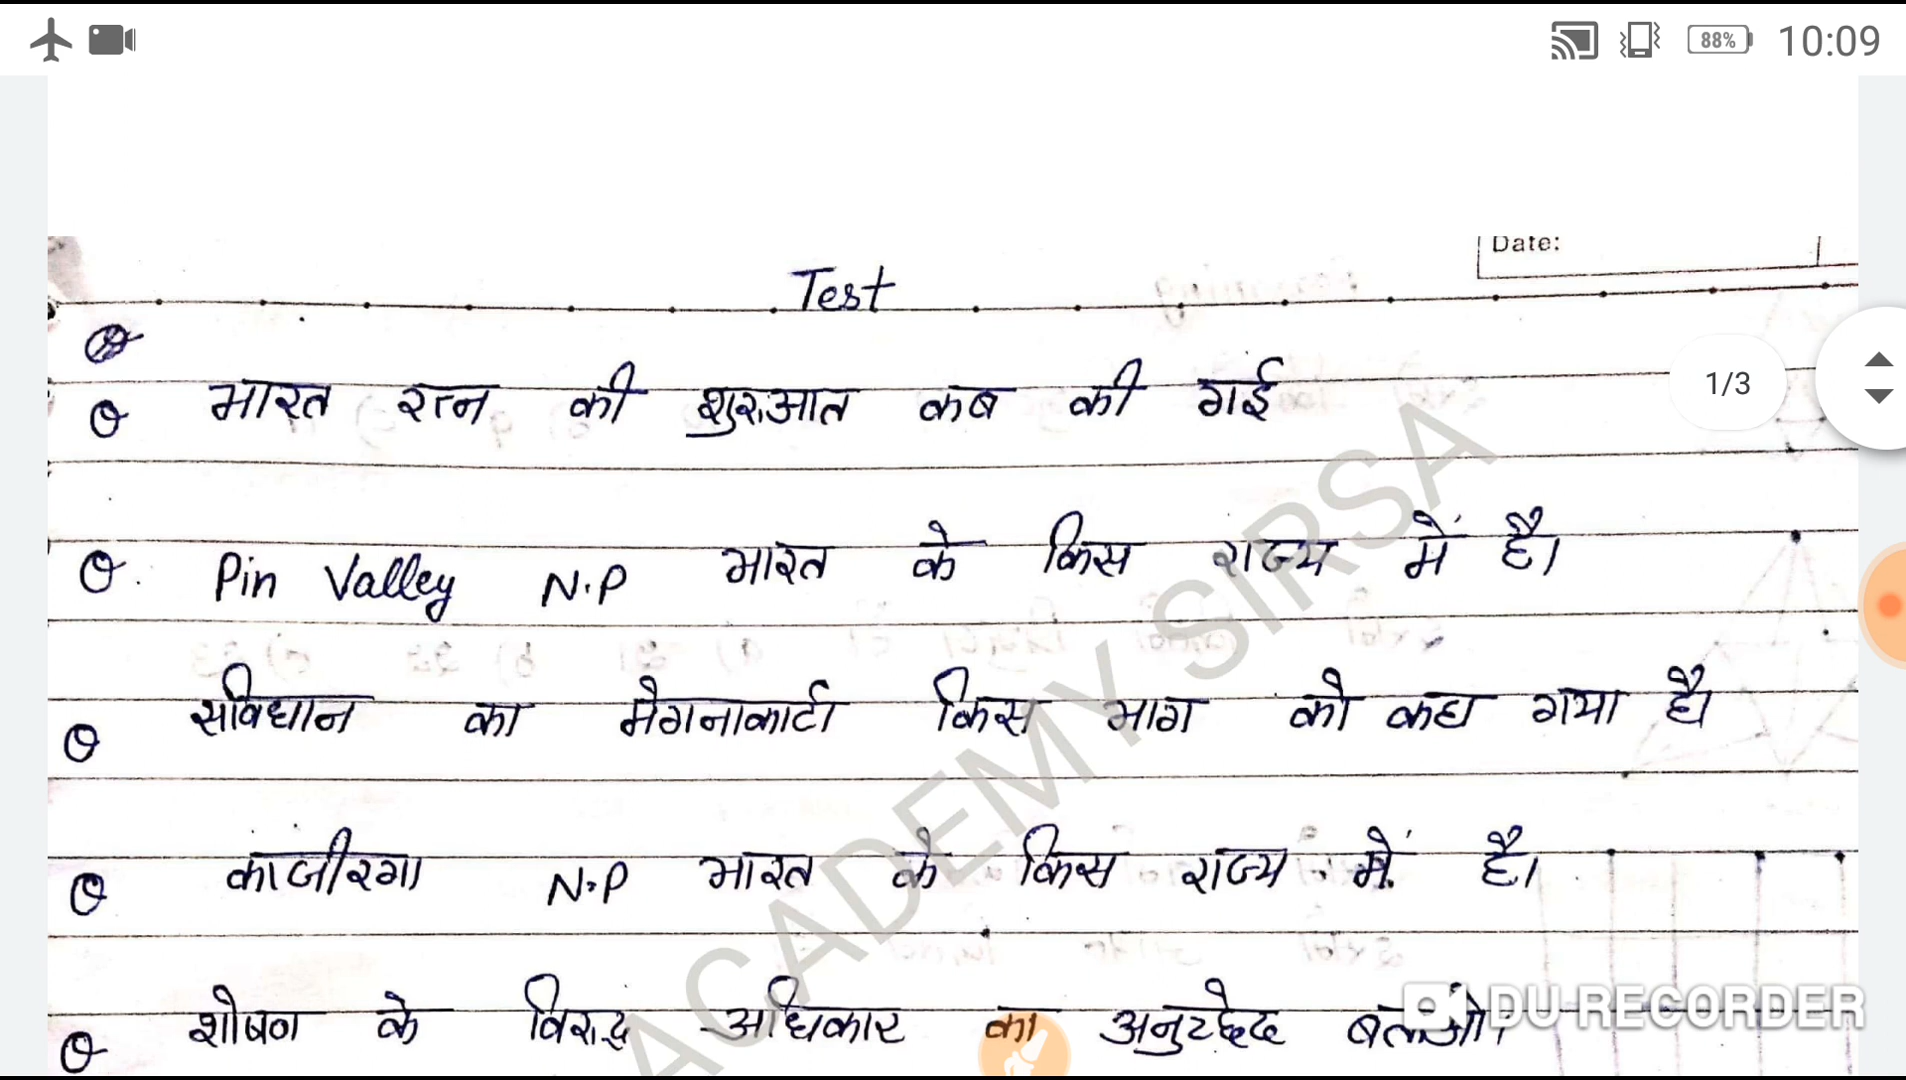 88% 10:09
Date:
Test
Q भारत रत्न की शुरुआत कब की गई
1/3
Q. Pin Valley N.P भारत के किस राज्य में है।
Q संविधान का मैगनाकार्टा किस भाग को कहा गया है
Q काजीरंगा N.P भारत के किस राज्य में है।
Q शोषण के विरुद्ध अधिकार का अनुच्छेद बताओ।
ACADEMY SIRSA
DU RECORDER